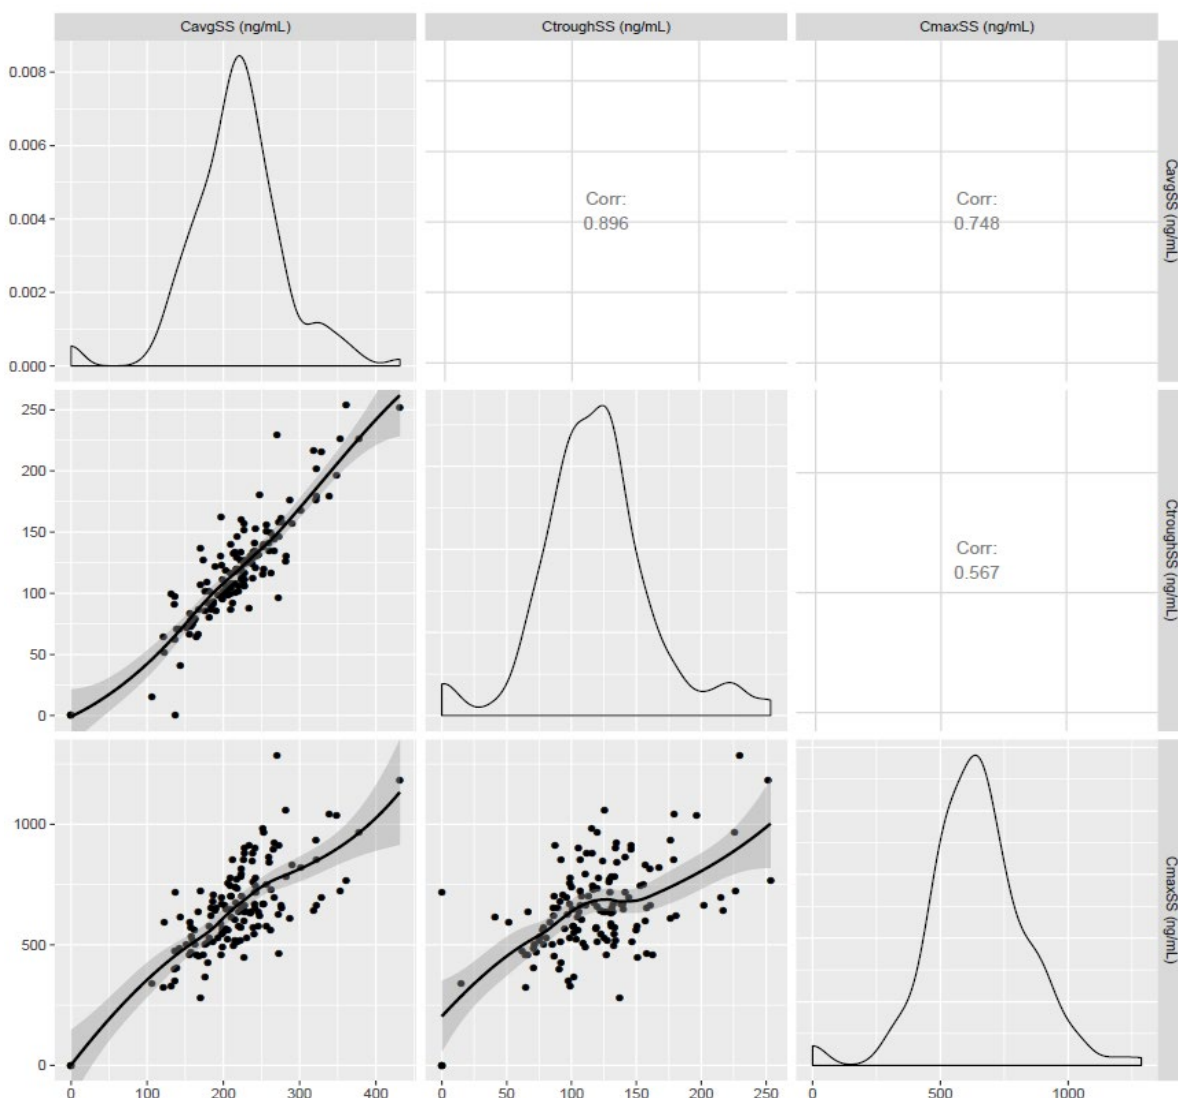 CavgSS (ng/mL) CtroughSS (ng/mL) CmaxSS (ng/mL)
0.008
0.006
0.004
0.002
0.000
Corr:
0.896
Corr:
0.748
CavgSS (ng/mL)
250
200
150
100
50
0
Corr:
0.567
CtroughSS (ng/mL)
1000
500
0
CmaxSS (ng/mL)
0 100 200 300 400 0 50 100 150 200 250 0 500 1000